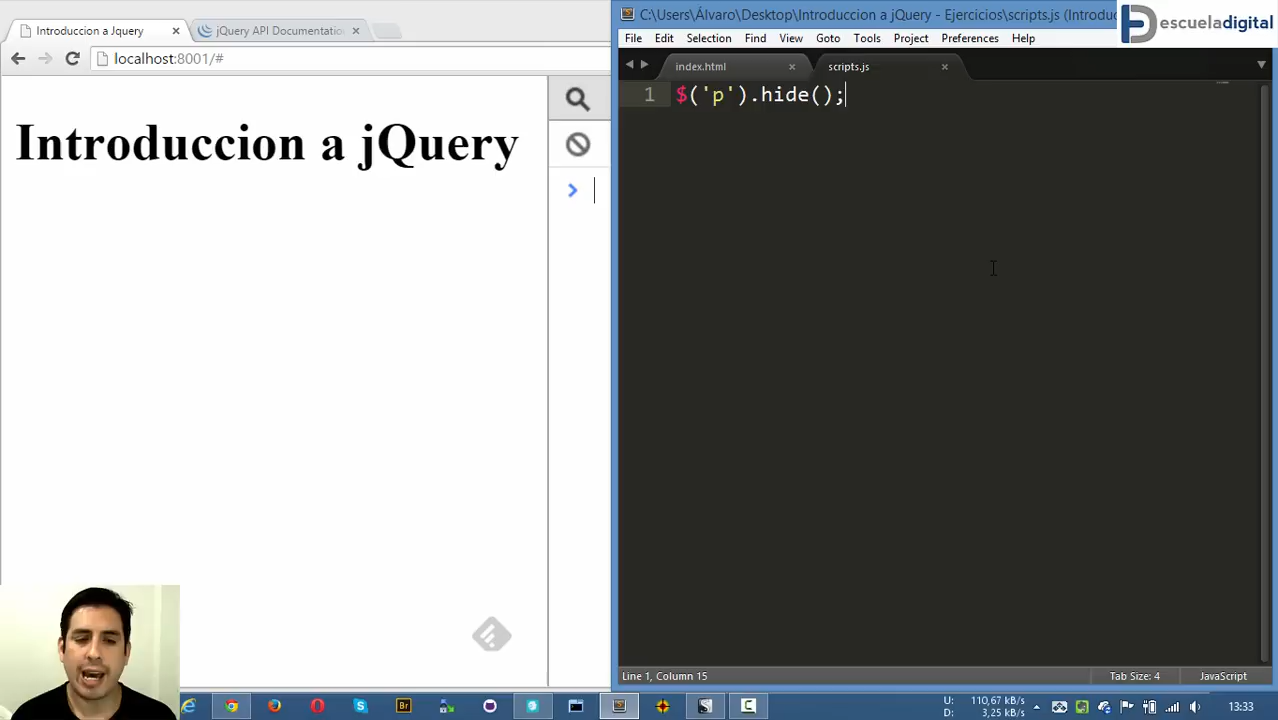 Introduccion a Jquery
jQuery API Documentatio
localhost:8001/#
Introduccion a jQuery
C:\Users\Álvaro\Desktop\Introduccion a jQuery - Ejercicios\scripts.js (Introduc
escueladigital
File Edit Selection Find View Goto Tools Project Preferences Help
index.html scripts.js
1 $('p').hide();
Line 1, Column 15
Tab Size: 4
JavaScript
Br
U: 110,67 kB/s
D: 3,25 kB/s
13:33